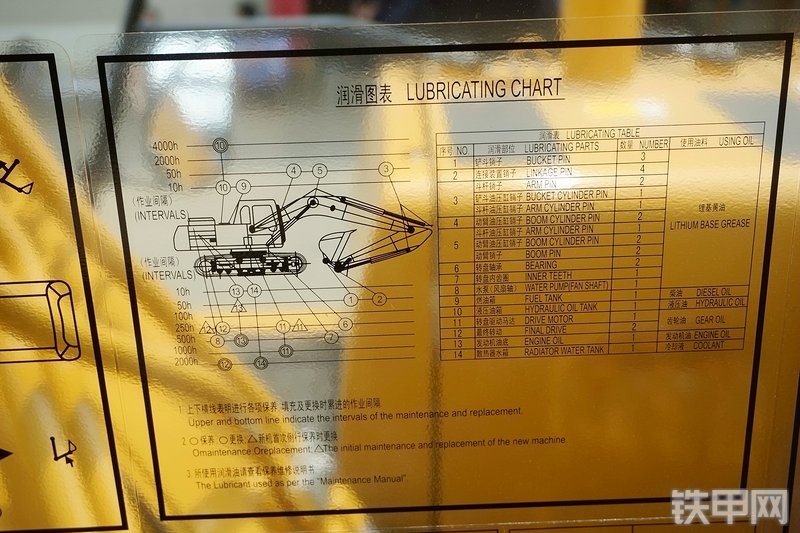 润滑图表 LUBRICATING CHART
4000h
2000h
50h
10h
(作业间隔)
(INTERVALS)
(作业间隔)
(INTERVALS)
10h
50h
100h
250h
500h
1000h
2000h
润滑表 LUBRICATING TABLE
序号 NO 润滑部位 LUBRICATING PARTS 数量 NUMBER 使用油料 USING OIL
1 铲斗销子 BUCKET PIN 3
2 连接装置销子 LINKAGE PIN 4
斗杆销子 ARM PIN 2
3 铲斗油压缸销子 BUCKET CYLINDER PIN 1
斗杆油压缸销子 ARM CYLINDER PIN 1
4 动臂油压缸销子 BOOM CYLINDER PIN 2
斗杆油压缸销子 ARM CYLINDER PIN 1
5 动臂油压缸销子 BOOM CYLINDER PIN 2
动臂销子 BOOM PIN 2
6 转盘轴承 BEARING
7 转盘内齿圈 INNER TEETH 1
8 水泵(风扇轴) WATER PUMP(FAN SHAFT) 1
锂基黄油
LITHIUM BASE GREASE
9 燃油箱 FUEL TANK 1 柴油 DIESEL OIL
10 液压油箱 HYDRAULIC OIL TANK 1 液压油 HYDRAULIC OIL
11 转盘驱动马达 DRIVE MOTOR 1
12 最终转动 FINAL DRIVE 2 齿轮油 GEAR OIL
13 发动机油底 ENGINE OIL 1 发动机油 ENGINE OIL
14 散热器水箱 RADIATOR WATER TANK 1 冷却液 COOLANT
1 上下横线表明进行各项保养 填充及更换时累进的作业间隔
Upper and bottom line indicate the intervals of the maintenance and replacement.
2 ○保养 ○更换 △新机首次例行保养时更换
Omaintenance Oreplacement; △The initial maintenance and replacement of the new machine.
3. 所使用润滑油请查看保养维修说明书
The Lubricant used as per the "Maintenance Manual".
铁甲网